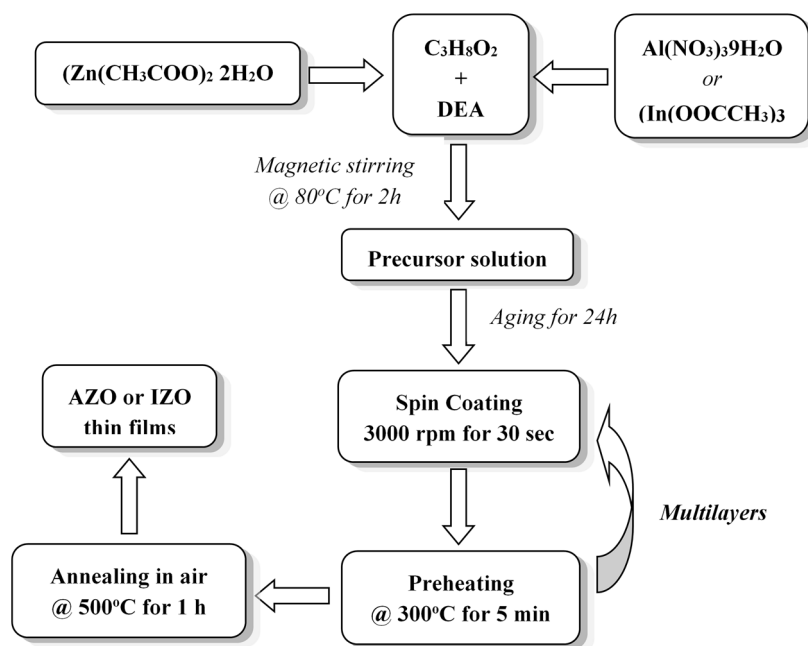 (Zn(CH₃COO)₂ 2H₂O
C₃H₈O₂
+
DEA
Al(NO₃)₃9H₂O
or
(In(OOCCH₃)₃
Magnetic stirring
@ 80ºC for 2h
Precursor solution
Aging for 24h
Spin Coating
3000 rpm for 30 sec
Multilayers
Preheating
@ 300ºC for 5 min
Annealing in air
@ 500ºC for 1 h
AZO or IZO
thin films